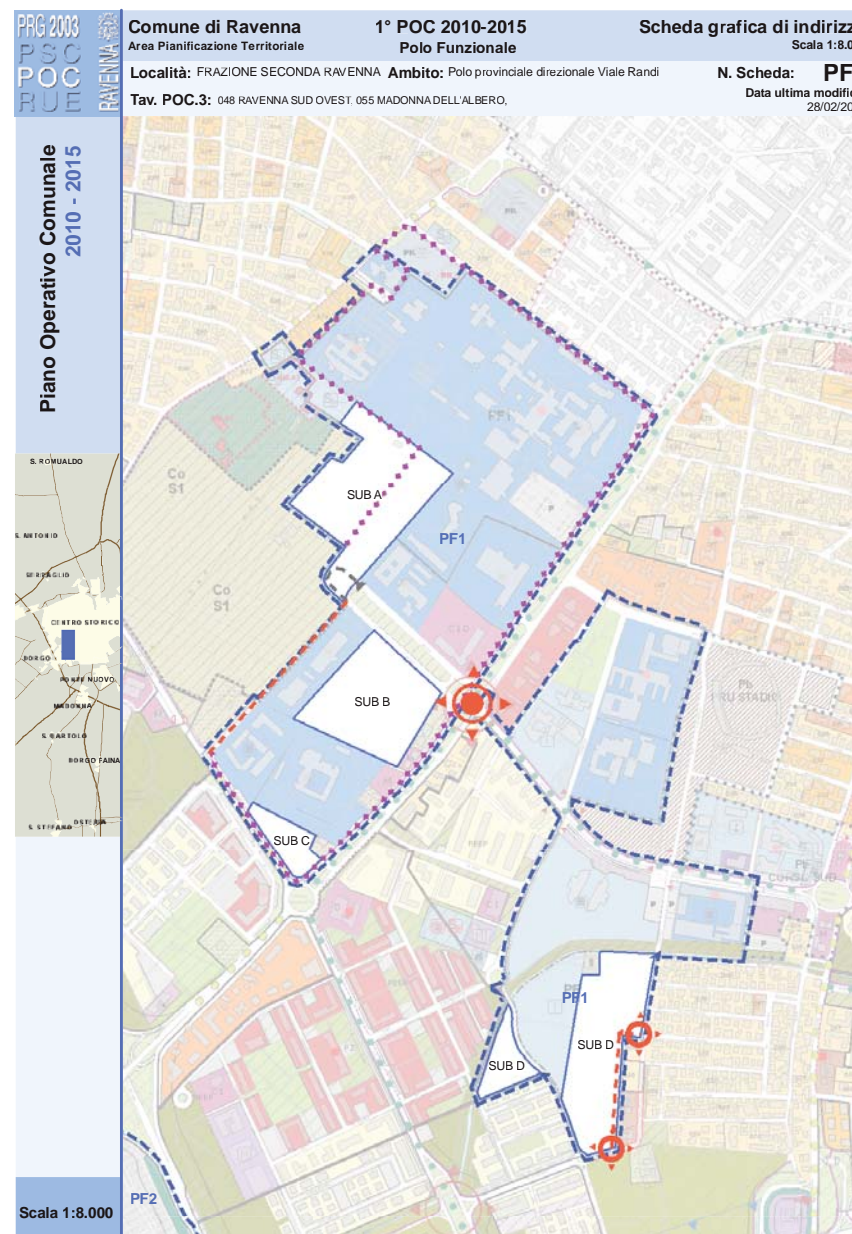 PRG 2003
PSC
POC
RUE
RAVENNA
Comune di Ravenna
Area Pianificazione Territoriale
1° POC 2010-2015
Polo Funzionale
Scheda grafica di indirizz
Scala 1:8.0
Località: FRAZIONE SECONDA RAVENNA Ambito: Polo provinciale direzionale Viale Randi
N. Scheda: PF
Tav. POC.3: 048 RAVENNA SUD OVEST, 055 MADONNA DELL'ALBERO,
Data ultima modific
28/02/20
Piano Operativo Comunale
2010 - 2015
S. ROMUALDO
S. ANTONIO
CENTRO STORICO
BORGO
PONTE NUOVO
MADONNA
S. BARTOLO
BORGO FAINA
S. STEFANO
OSTERIA
Scala 1:8.000
PF1
Co
S1
SUB A
PF1
Co
S1
SUB B
Pb
SUB C
PF1
SUB D
SUB D
PF2